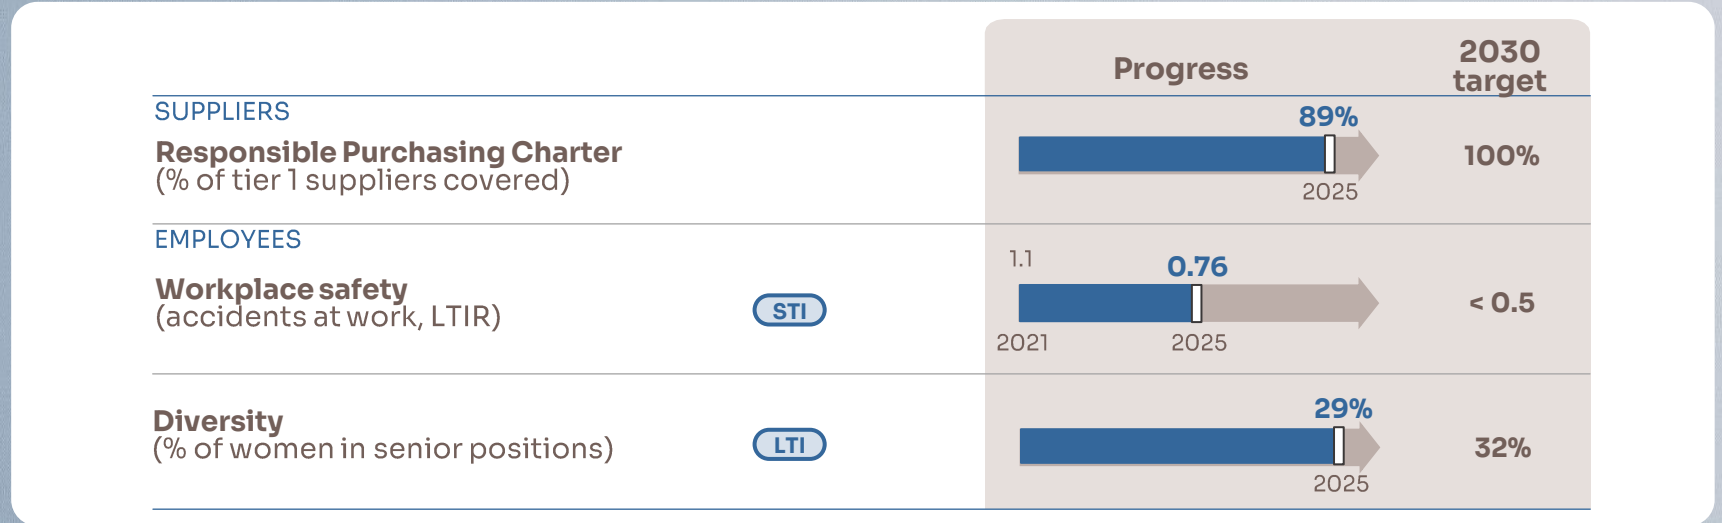 Progress
2030
target
SUPPLIERS
Responsible Purchasing Charter
(% of tier 1 suppliers covered)
89%
2025
100%
EMPLOYEES
Workplace safety
(accidents at work, LTIR)
STI
1.1
0.76
2021
2025
< 0.5
Diversity
(% of women in senior positions)
LTI
29%
2025
32%